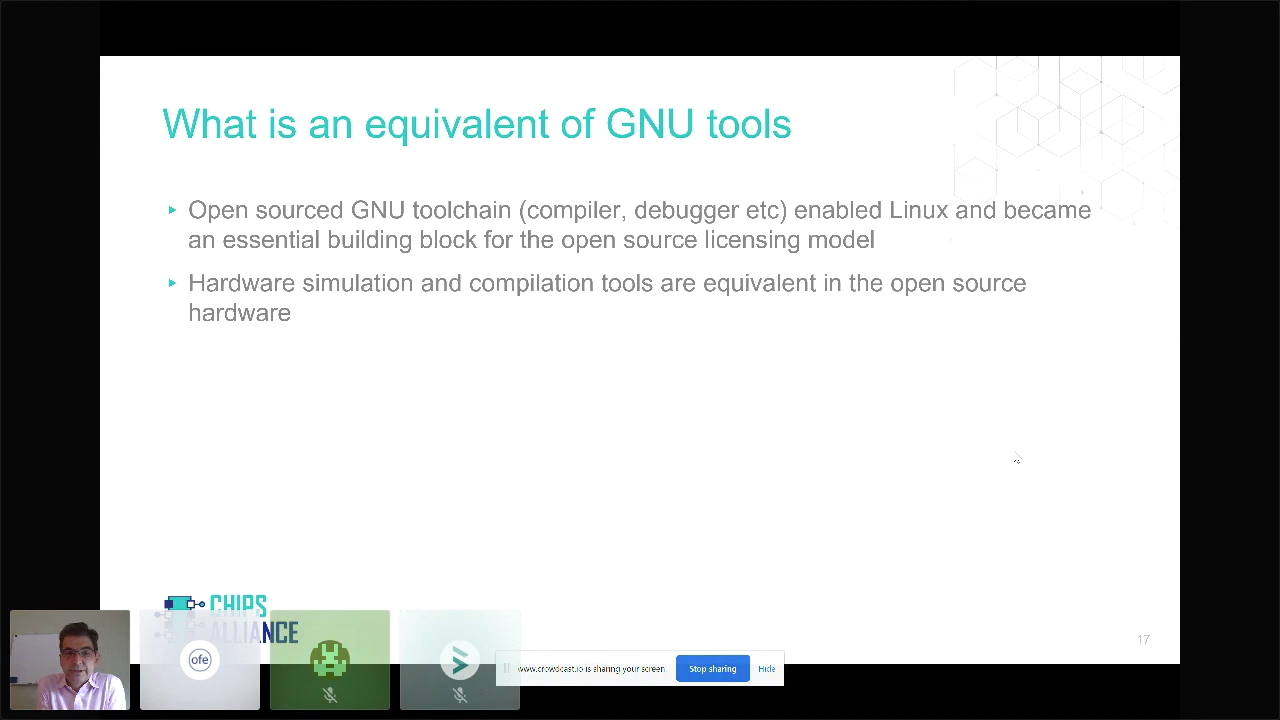 What is an equivalent of GNU tools
Open sourced GNU toolchain (compiler, debugger etc) enabled Linux and became
an essential building block for the open source licensing model
Hardware simulation and compilation tools are equivalent in the open source
hardware
CHIPS
ALLIANCE
17
ofe
www.crowdcast.io is sharing your screen.
Stop sharing
Hide